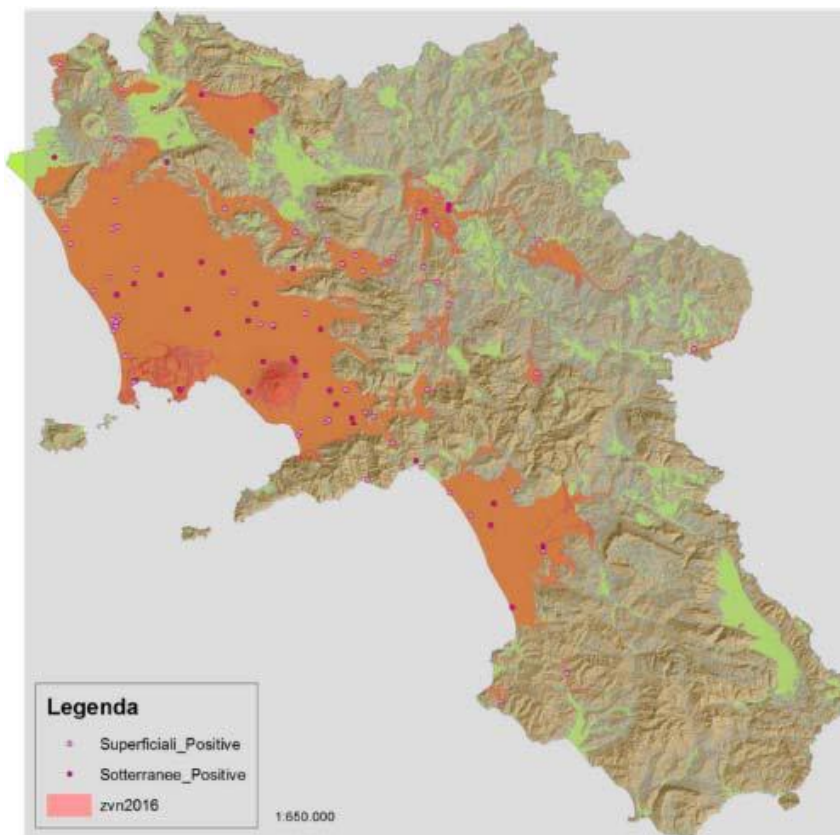 Legenda
Superficiali_Positive
Sotterranee_Positive
zvn2016
1:650.000